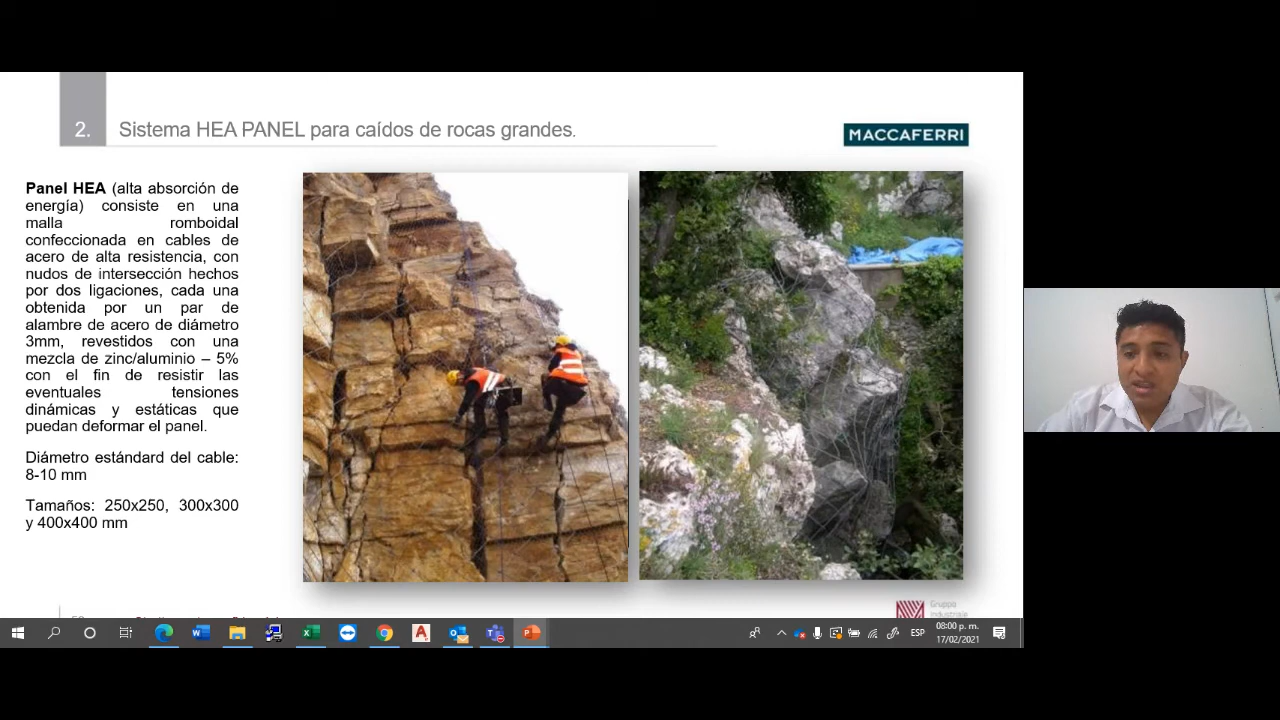 2.
Sistema HEA PANEL para caídos de rocas grandes.
MACCAFERRI
Panel HEA (alta absorción de
energía) consiste en una
malla romboidal
confeccionada en cables de
acero de alta resistencia, con
nudos de intersección hechos
por dos ligaciones, cada una
obtenida por un par de
alambre de acero de diámetro
3mm, revestidos con una
mezcla de zinc/aluminio – 5%
con el fin de resistir las
eventuales tensiones
dinámicas y estáticas que
puedan deformar el panel.
Diámetro estándard del cable:
8-10 mm
Tamaños: 250x250, 300x300
y 400x400 mm
Gruppo
Industriale
ESP
08:00 p. m.
17/02/2021